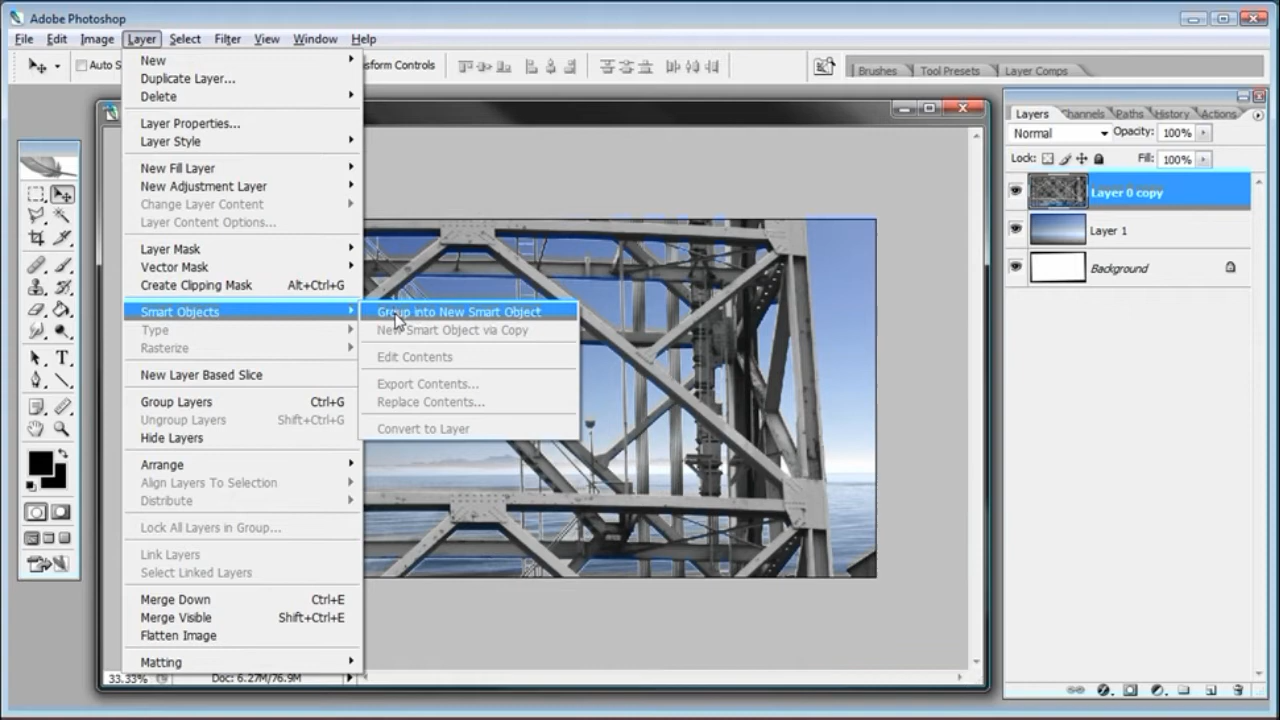 Adobe Photoshop
File Edit Image Layer Select Filter View Window Help
Auto S
sform Controls
Brushes Tool Presets Layer Comps
New
Duplicate Layer...
Delete
Layer Properties...
Layer Style
New Fill Layer
New Adjustment Layer
Change Layer Content
Layer Content Options...
Layer Mask
Vector Mask
Create Clipping Mask Alt+Ctrl+G
Smart Objects
Type
Rasterize
New Layer Based Slice
Group Layers Ctrl+G
Ungroup Layers Shift+Ctrl+G
Hide Layers
Arrange
Align Layers To Selection
Distribute
Lock All Layers in Group...
Link Layers
Select Linked Layers
Merge Down Ctrl+E
Merge Visible Shift+Ctrl+E
Flatten Image
Matting
Group into New Smart Object
New Smart Object via Copy
Edit Contents
Export Contents...
Replace Contents...
Convert to Layer
33.33% Doc: 6.27M/76.9M
Layers Channels Paths History Actions
Normal Opacity: 100%
Lock: Fill: 100%
Layer 0 copy
Layer 1
Background